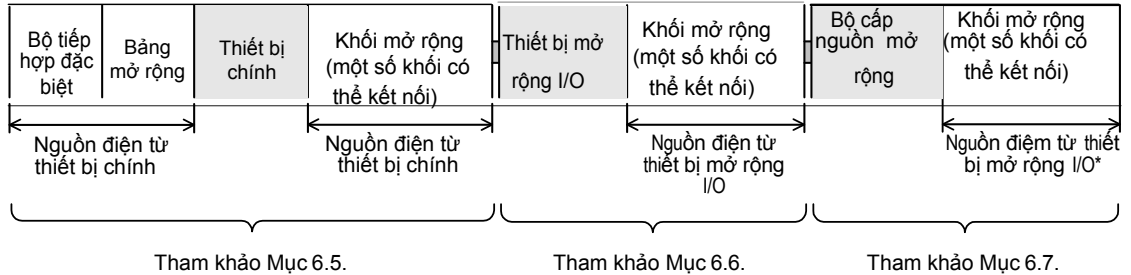 Bộ tiếp
hợp đặc
biệt
Bảng
mở rộng
Thiết bị
chính
Khối mở rộng
(một số khối có
thể kết nối)
Thiết bị mở
rộng I/O
Khối mở rộng
(một số khối có
thể kết nối)
Bộ cấp
nguồn mở
rộng
Khối mở rộng
(một số khối có
thể kết nối)
Nguồn điện từ
thiết bị chính
Nguồn điện từ
thiết bị chính
Nguồn điện từ
thiết bị mở rộng
I/O
Nguồn điệm từ thiết
bị mở rộng I/O*
Tham khảo Mục 6.5.
Tham khảo Mục 6.6.
Tham khảo Mục 6.7.